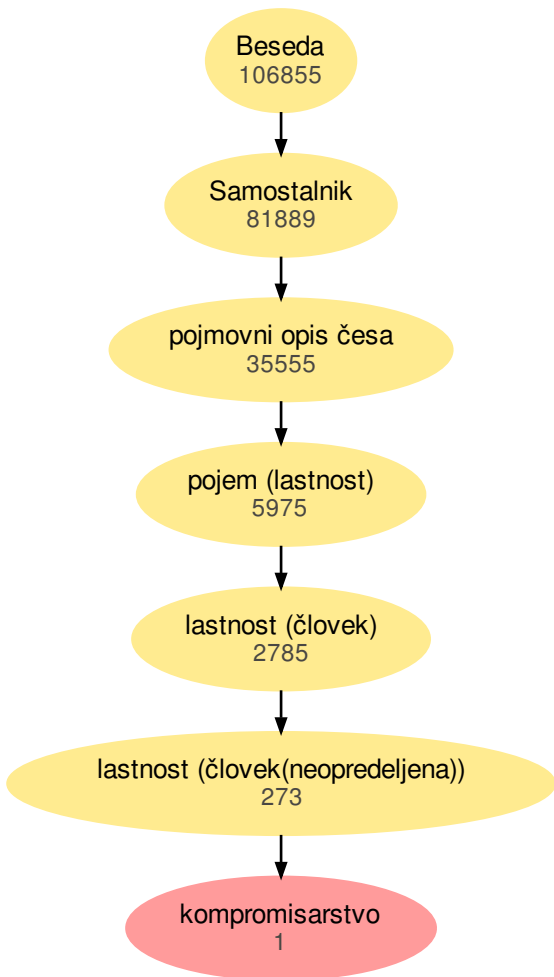 Beseda
106855
Samostalnik
81889
pojmovni opis česa
35555
pojem (lastnost)
5975
lastnost (človek)
2785
lastnost (človek(neopredeljena))
273
kompromisarstvo
1